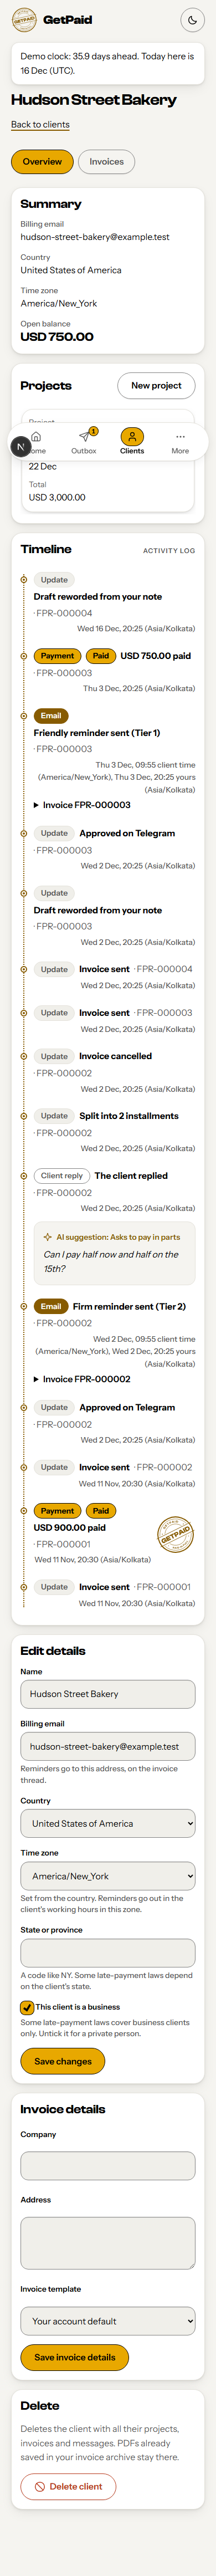 GETPAID
GetPaid
Demo clock: 35.9 days ahead. Today here is
16 Dec (UTC).
Hudson Street Bakery
Back to clients
Overview
Invoices
Summary
Billing email
hudson-street-bakery@example.test
Country
United States of America
Time zone
America/New_York
Open balance
USD 750.00
Projects
New project
1
N
Outbox
Clients
More
22 Dec
Total
USD 3,000.00
Timeline
ACTIVITY LOG
Update
Draft reworded from your note
· FPR-000004
Wed 16 Dec, 20:25 (Asia/Kolkata)
Payment Paid USD 750.00 paid
· FPR-000003
Thu 3 Dec, 20:25 (Asia/Kolkata)
Email
Friendly reminder sent (Tier 1)
· FPR-000003
Thu 3 Dec, 09:55 client time
(America/New_York), Thu 3 Dec, 20:25 yours
(Asia/Kolkata)
Invoice FPR-000003
Update Approved on Telegram
· FPR-000003
Wed 2 Dec, 20:25 (Asia/Kolkata)
Update
Draft reworded from your note
· FPR-000003
Wed 2 Dec, 20:25 (Asia/Kolkata)
Update Invoice sent · FPR-000004
Wed 2 Dec, 20:25 (Asia/Kolkata)
Update Invoice sent · FPR-000003
Wed 2 Dec, 20:25 (Asia/Kolkata)
Update Invoice cancelled
· FPR-000002
Wed 2 Dec, 20:25 (Asia/Kolkata)
Update Split into 2 installments
· FPR-000002
Wed 2 Dec, 20:25 (Asia/Kolkata)
Client reply The client replied
· FPR-000002
Wed 2 Dec, 20:25 (Asia/Kolkata)
AI suggestion: Asks to pay in parts
Can I pay half now and half on the
15th?
Email Firm reminder sent (Tier 2)
· FPR-000002
Wed 2 Dec, 09:55 client time
(America/New_York), Wed 2 Dec, 20:25 yours
(Asia/Kolkata)
Invoice FPR-000002
Update Approved on Telegram
· FPR-000002
Wed 2 Dec, 20:25 (Asia/Kolkata)
Update Invoice sent · FPR-000002
Wed 11 Nov, 20:30 (Asia/Kolkata)
Payment Paid
USD 900.00 paid
· FPR-000001
Wed 11 Nov, 20:30 (Asia/Kolkata)
GETPAID
Update Invoice sent · FPR-000001
Wed 11 Nov, 20:30 (Asia/Kolkata)
Edit details
Name
Hudson Street Bakery
Billing email
hudson-street-bakery@example.test
Reminders go to this address, on the invoice
thread.
Country
United States of America
Time zone
America/New_York
Set from the country. Reminders go out in the
client's working hours in this zone.
State or province
A code like NY. Some late-payment laws depend
on the client's state.
This client is a business
Some late-payment laws cover business clients
only. Untick it for a private person.
Save changes
Invoice details
Company
Address
Invoice template
Your account default
Save invoice details
Delete
Deletes the client with all their projects,
invoices and messages. PDFs already
saved in your invoice archive stay there.
Delete client